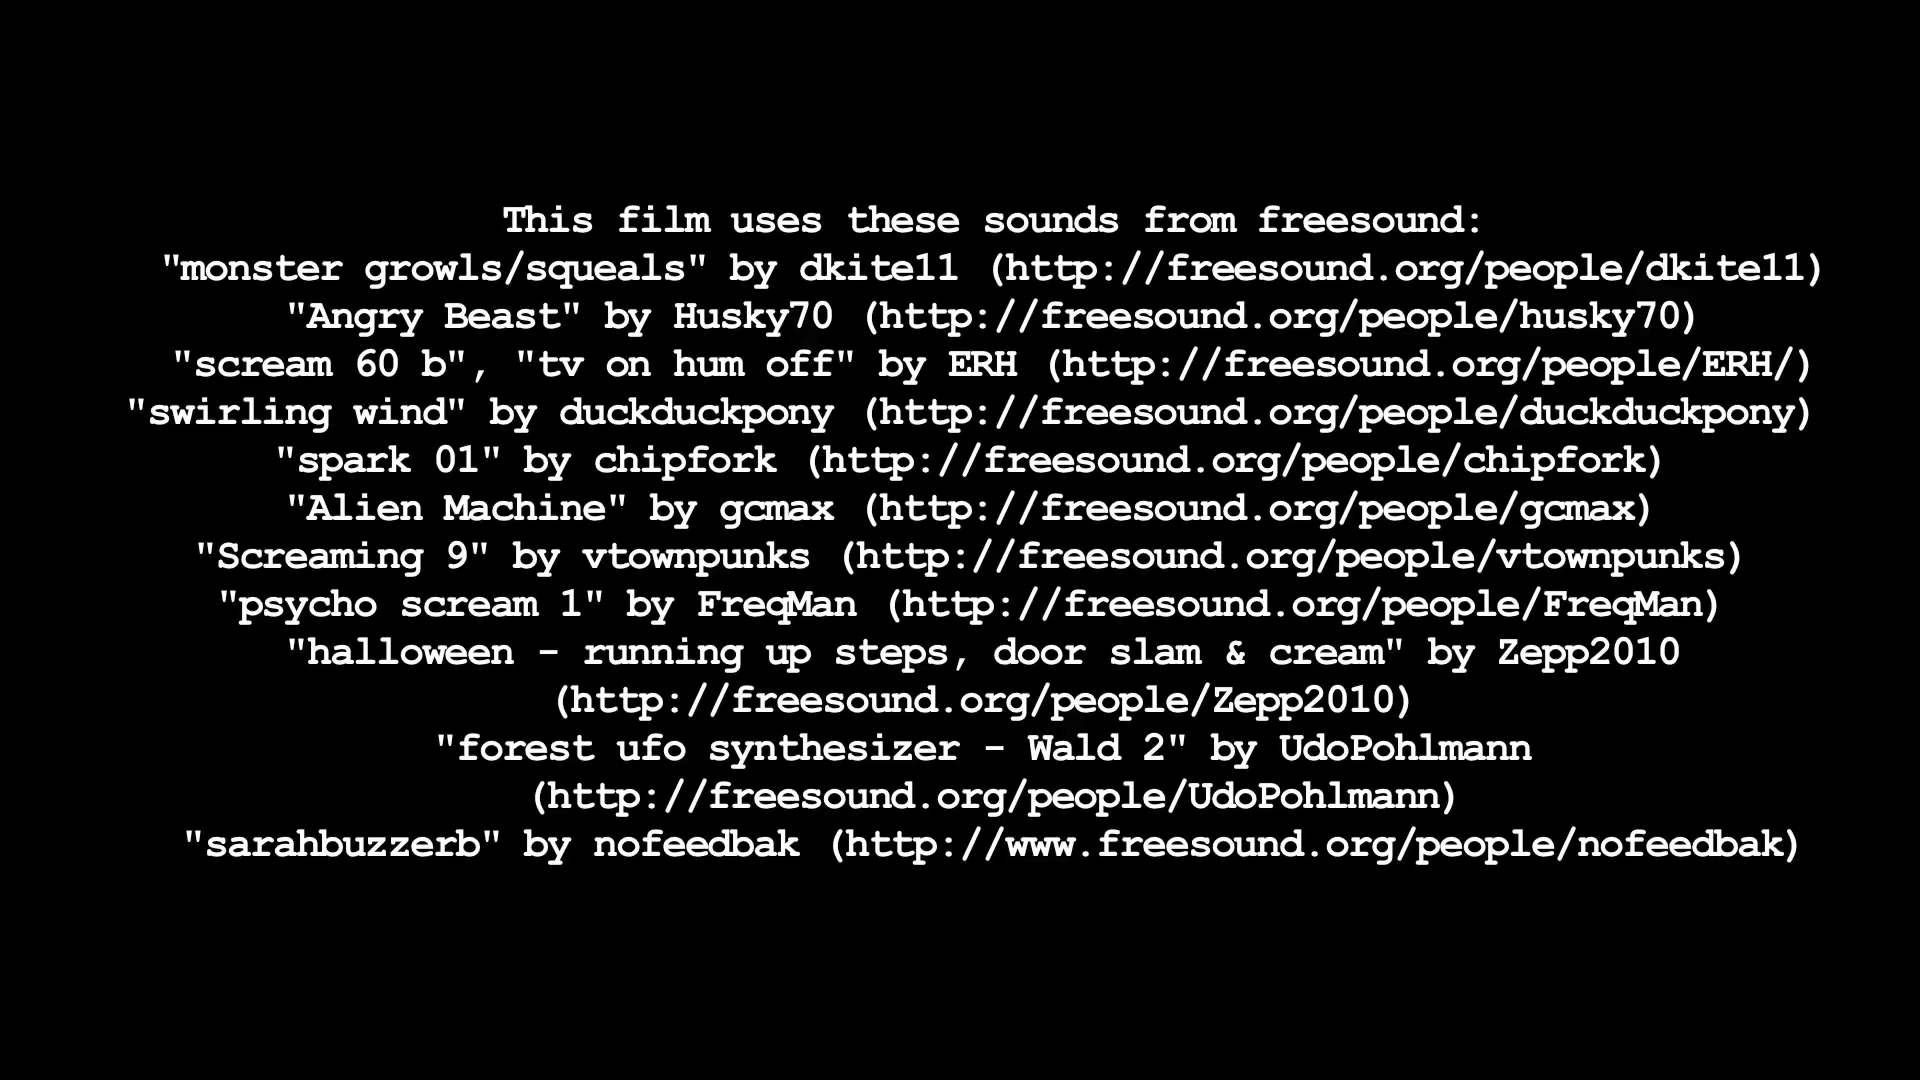 This film uses these sounds from freesound:
"monster growls/squeals" by dkite11 (http://freesound.org/people/dkite11)
"Angry Beast" by Husky70 (http://freesound.org/people/husky70)
"scream 60 b", "tv on hum off" by ERH (http://freesound.org/people/ERH/)
"swirling wind" by duckduckpony (http://freesound.org/people/duckduckpony)
"spark 01" by chipfork (http://freesound.org/people/chipfork)
"Alien Machine" by gcmax (http://freesound.org/people/gcmax)
"Screaming 9" by vtownpunks (http://freesound.org/people/vtownpunks)
"psycho scream 1" by FreqMan (http://freesound.org/people/FreqMan)
"halloween - running up steps, door slam & cream" by Zepp2010
(http://freesound.org/people/Zepp2010)
"forest ufo synthesizer - Wald 2" by UdoPohlmann
(http://freesound.org/people/UdoPohlmann)
"sarahbuzzerb" by nofeedbak (http://www.freesound.org/people/nofeedbak)